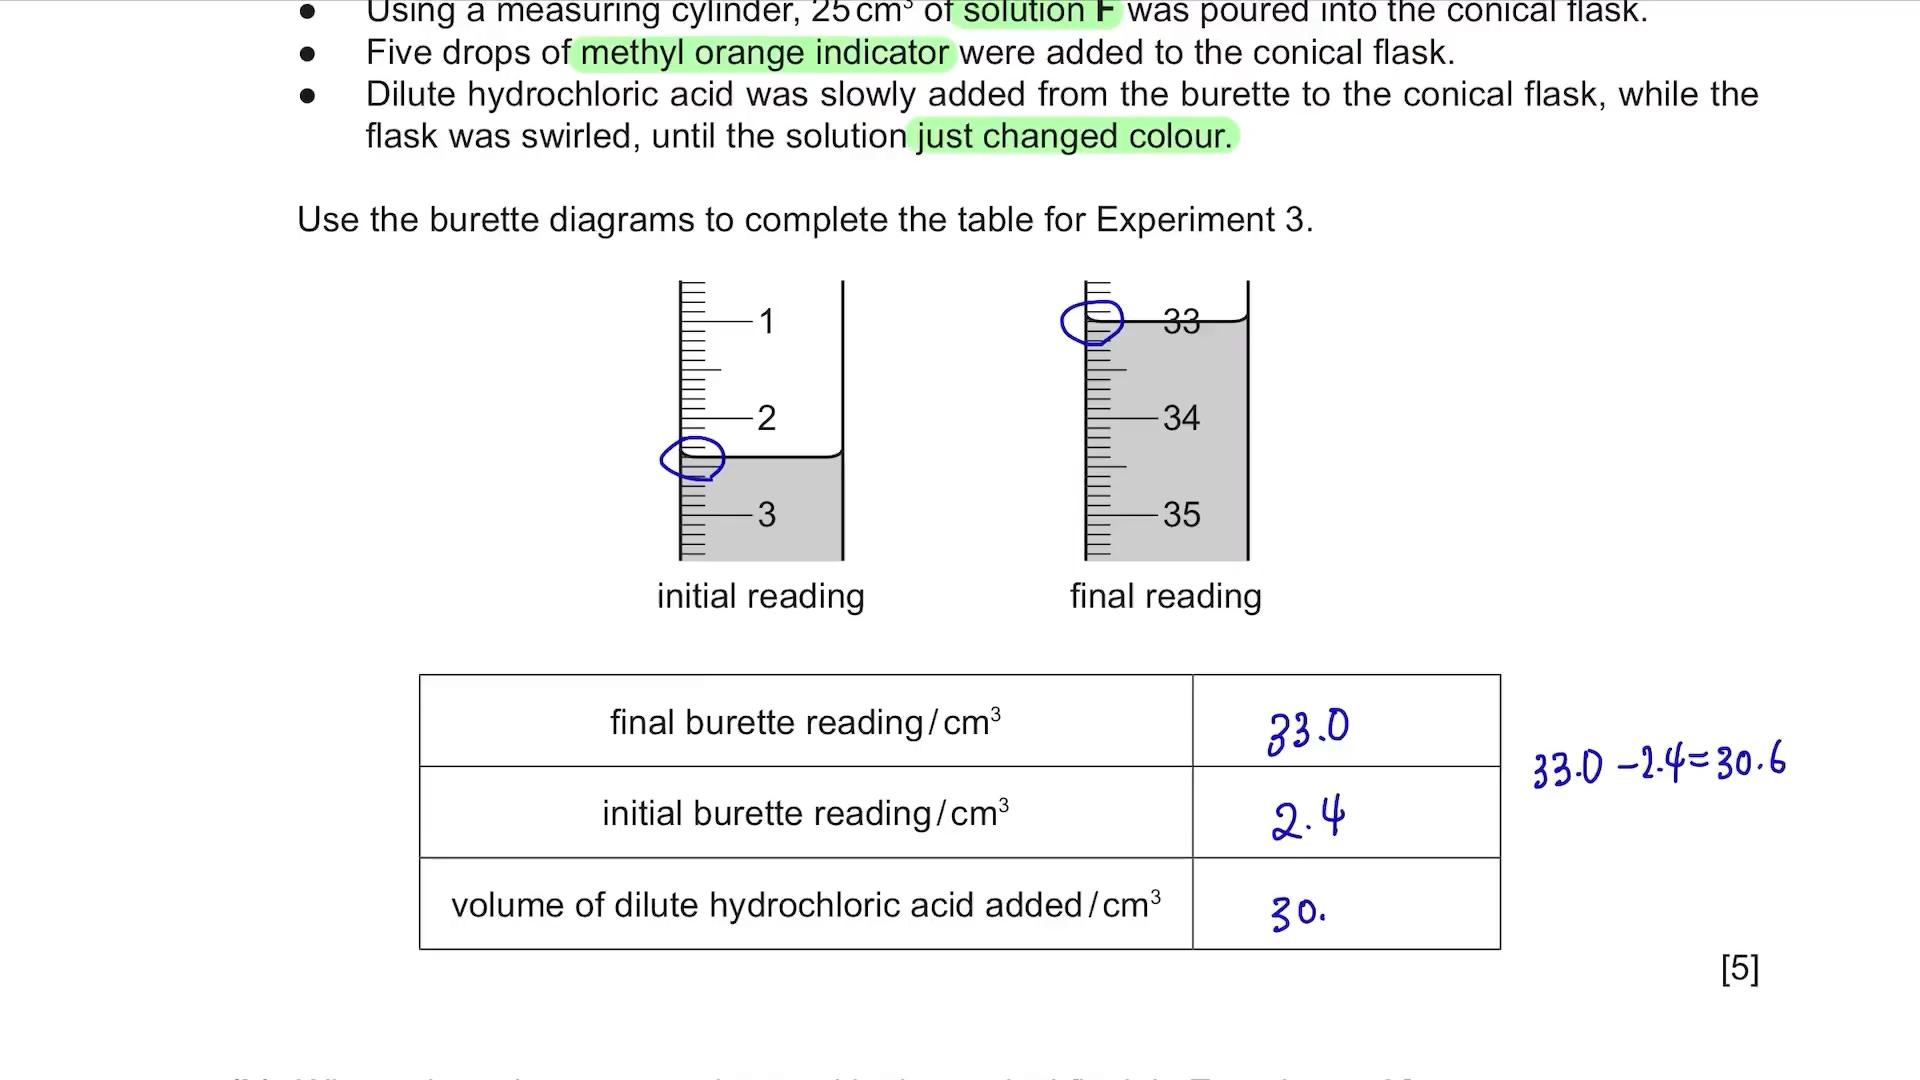 • Using a measuring cylinder, 25 cm³ of solution F was poured into the conical flask.
• Five drops of methyl orange indicator were added to the conical flask.
• Dilute hydrochloric acid was slowly added from the burette to the conical flask, while the
flask was swirled, until the solution just changed colour.
Use the burette diagrams to complete the table for Experiment 3.
1
2
3
initial reading
33
34
35
final reading
final burette reading/cm³ 33.0
initial burette reading/cm³ 2.4
volume of dilute hydrochloric acid added/cm³ 30.
33.0 - 2.4 = 30.6
[5]